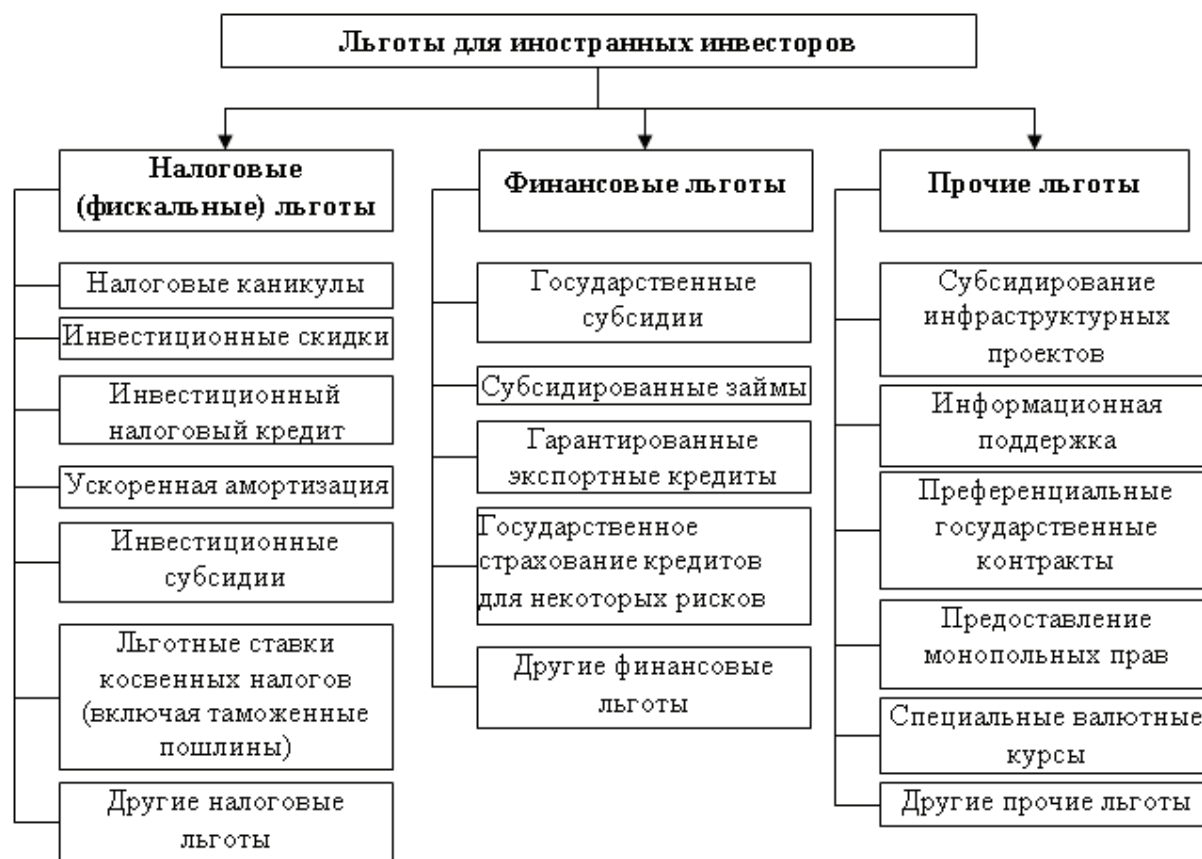 Льготы для иностранных инвесторов
Налоговые
(фискальные) льготы
Налоговые каникулы
Инвестиционные скидки
Инвестиционный
налоговый кредит
Ускоренная амортизация
Инвестиционные
субсидии
Льготные ставки
косвенных налогов
(включая таможенные
пошлины)
Другие налоговые
льготы
Финансовые льготы
Государственные
субсидии
Субсидированные займы
Гарантированные
экспортные кредиты
Государственное
страхование кредитов
для некоторых рисков
Другие финансовые
льготы
Прочие льготы
Субсидирование
инфраструктурных
проектов
Информационная
поддержка
Преференциальные
государственные
контракты
Предоставление
монопольных прав
Специальные валютные
курсы
Другие прочие льготы